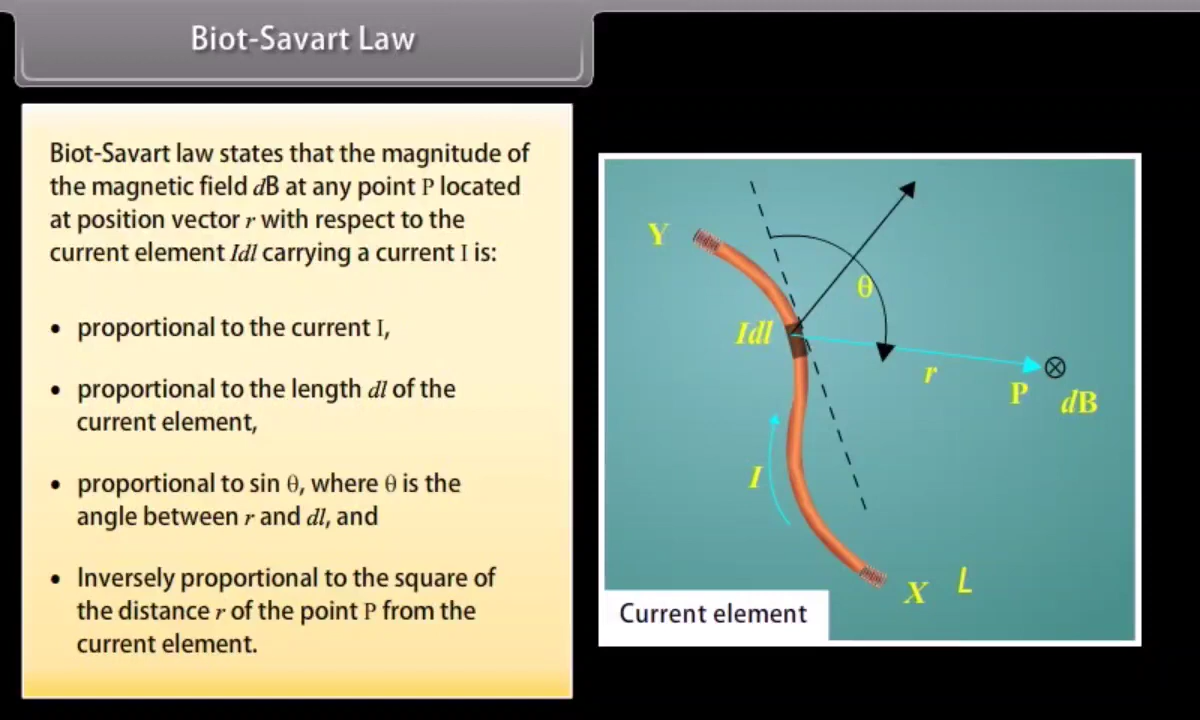 Biot-Savart Law
Biot-Savart law states that the magnitude of
the magnetic field dB at any point P located
at position vector r with respect to the
current element Idl carrying a current I is:
• proportional to the current I,
• proportional to the length dl of the
current element,
• proportional to sin θ, where θ is the
angle between r and dl, and
• Inversely proportional to the square of
the distance r of the point P from the
current element.
Y
θ
Idl
r
P
dB
I
X
L
Current element